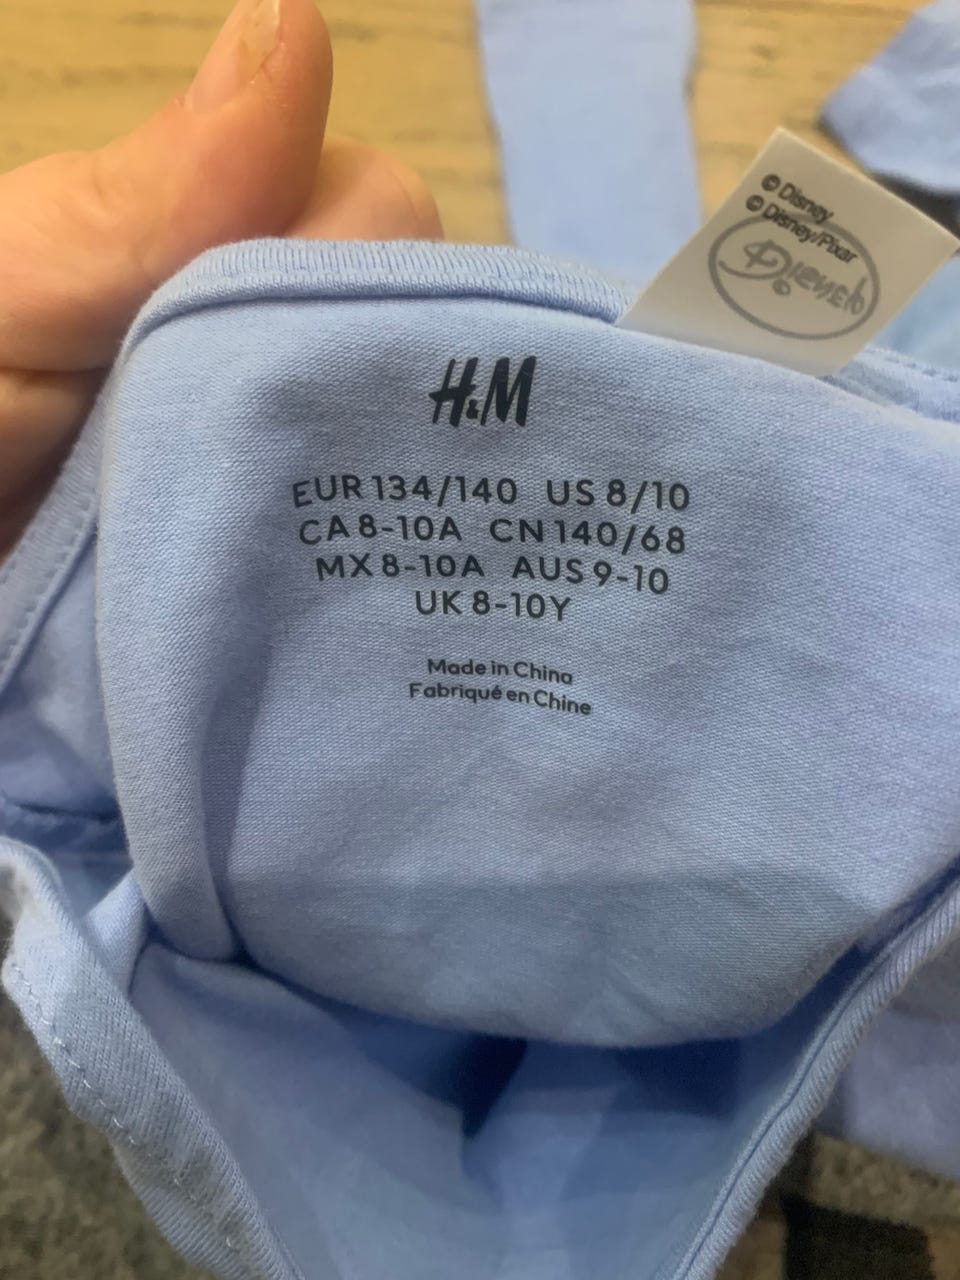 © Disney
© Disney/Pixar
Disney
©
H&M
EUR 134/140 US 8/10
CA 8-10A CN 140/68
MX 8-10A AUS 9-10
UK 8-10Y
Made in China
Fabriqué en Chine